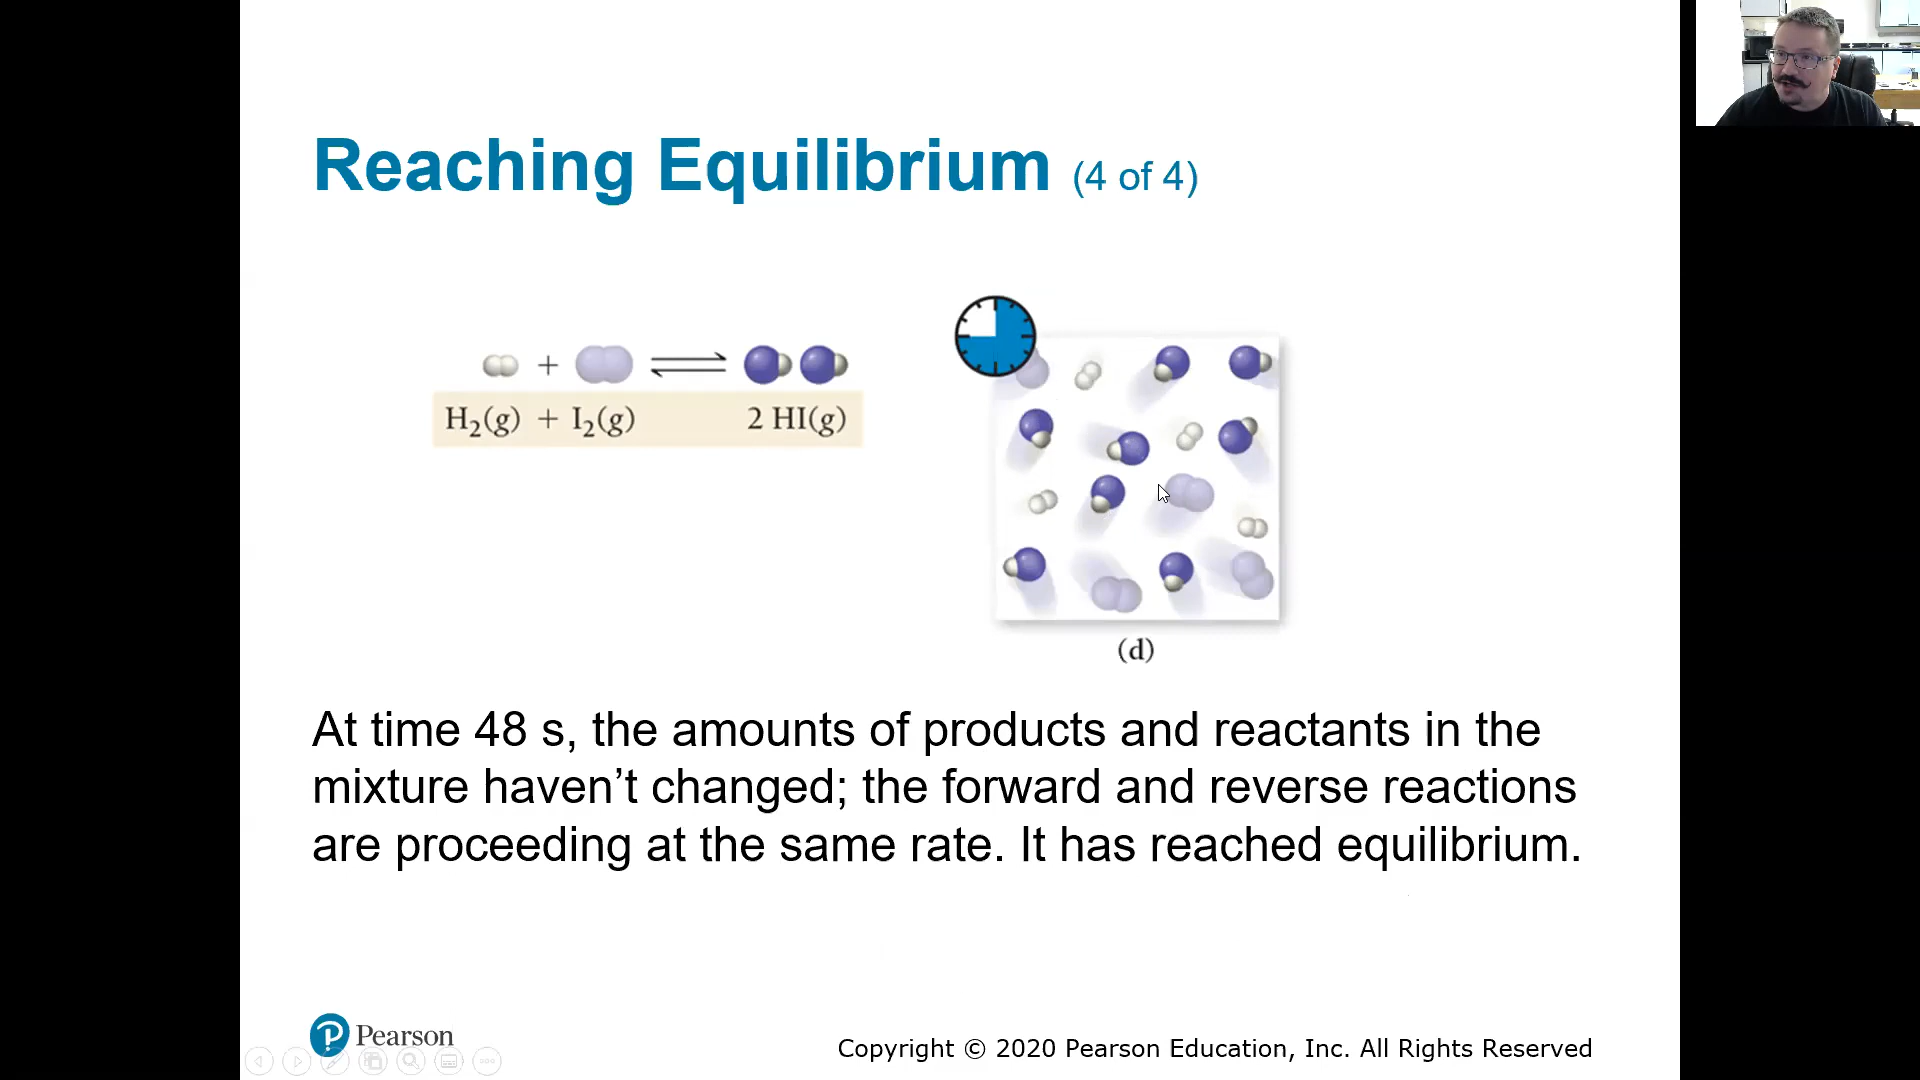 Reaching Equilibrium (4 of 4)
+
H₂(g) + I₂(g) 2 HI(g)
(d)
At time 48 s, the amounts of products and reactants in the
mixture haven’t changed; the forward and reverse reactions
are proceeding at the same rate. It has reached equilibrium.
P Pearson
Copyright © 2020 Pearson Education, Inc. All Rights Reserved